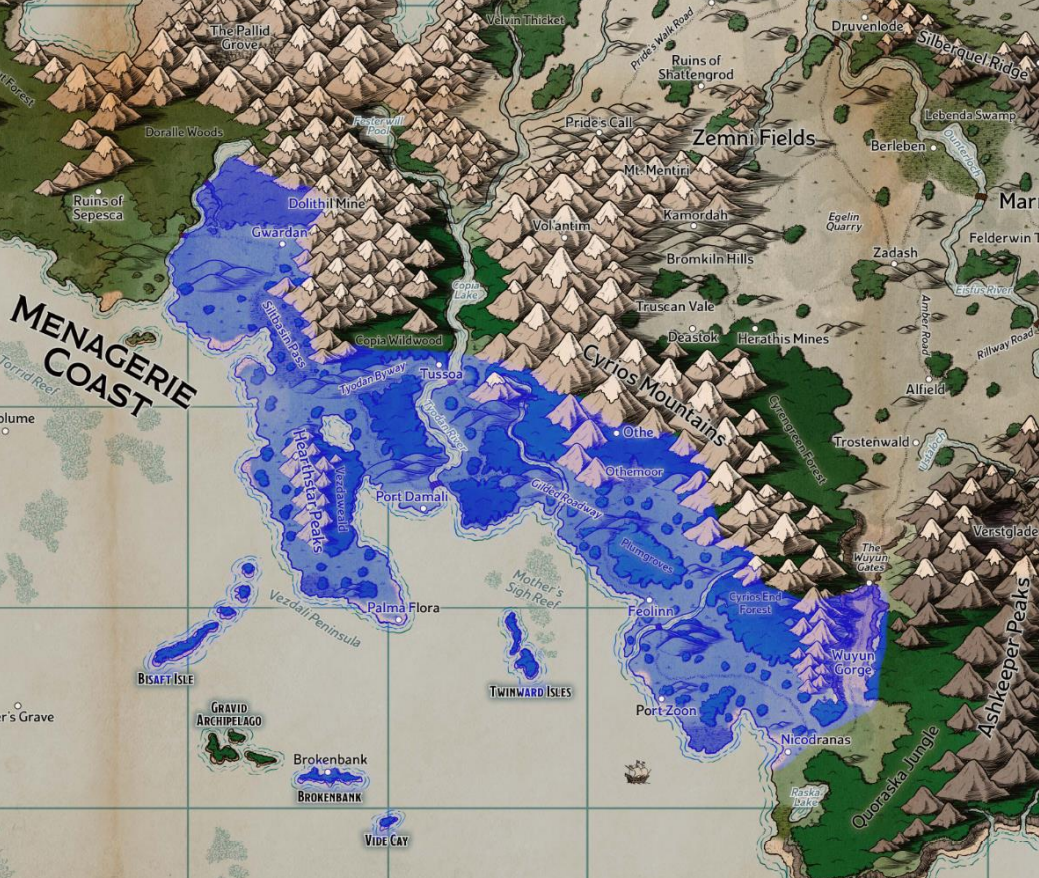 Velvin Thicket
The Pallid
Grove
Pride's Walk Road
Druvenlode
Silberquel Ridge
Forest
Ruins of
Shattengrod
Doralle Woods
Festerwill
Pool
Pride's Call
Zemni Fields
Lebenda Swamp
Berleben
Ounterloch
Mt. Mentiri
Ruins of
Sepesca
Dolithil Mine
Marr
Gwardan
Vol'antim
Kamordah
Egelin
Quarry
Felderwin T
Bromkiln Hills
Zadash
Copia
Lake
Eisfus River
Truscan Vale
Menagerie
Coast
Siltbasin Pass
Copia Wildwood
Deastok
Herathis Mines
Amber Road
Rillway Road
Torrid Reef
Tyodan Byway
Tussoa
Cyrios Mountains
Alfield
olume
Tyodan River
Othe
Cyrengreen Forest
Trostenwald
Ustaloch
Hearthstar Peaks
Vezdaweald
Othemoor
Port Damali
Gilded Roadway
Verstglade
Plumgroves
The
Wuyun
Gates
Mother's
Sigh Reef
Vezdali Peninsula
Palma Flora
Feolinn
Cyrios End
Forest
Ashkeeper Peaks
Bisaft Isle
Twinward Isles
Wuyun
Gorge
er's Grave
Gravid
Archipelago
Port Zoon
Nicodranas
Quoraska Jungle
Brokenbank
Brokenbank
Raska
Lake
Vide Cay